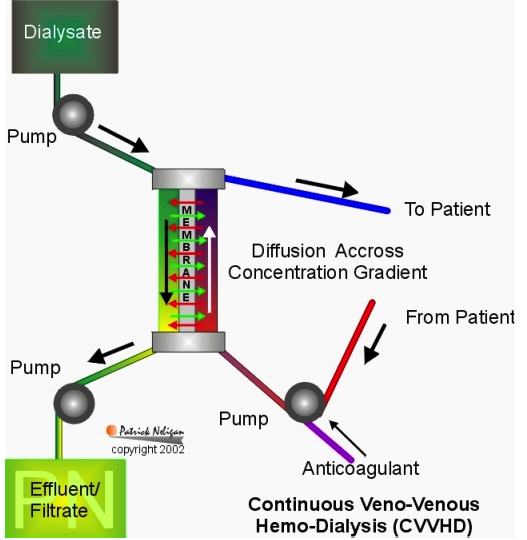 Dialysate
Pump
To Patient
MEMBRANE
Diffusion Accross
Concentration Gradient
From Patient
Pump
Pump
Patrick Neligan
copyright 2002
Anticoagulant
PN
Effluent/
Filtrate
Continuous Veno-Venous
Hemo-Dialysis (CVVHD)